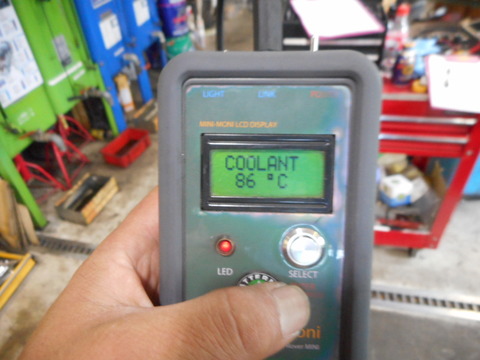 LIGHT LINK
MINI-MONI LCD DISPLAY
COOLANT
86 °C
LED SELECT